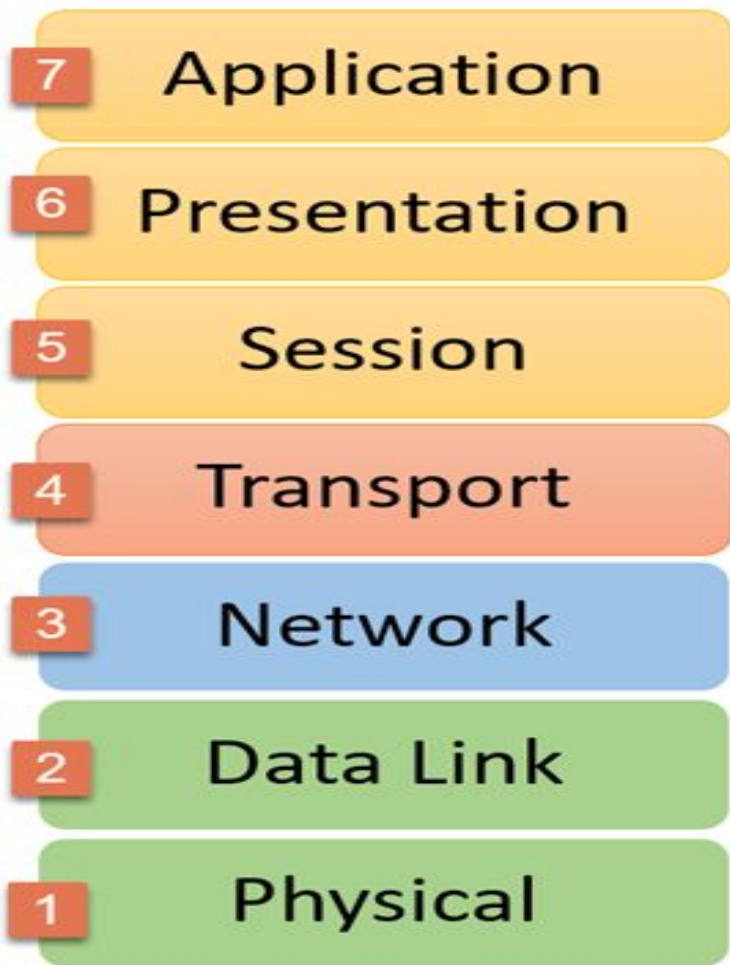 7 Application
6 Presentation
5 Session
4 Transport
3 Network
2 Data Link
1 Physical